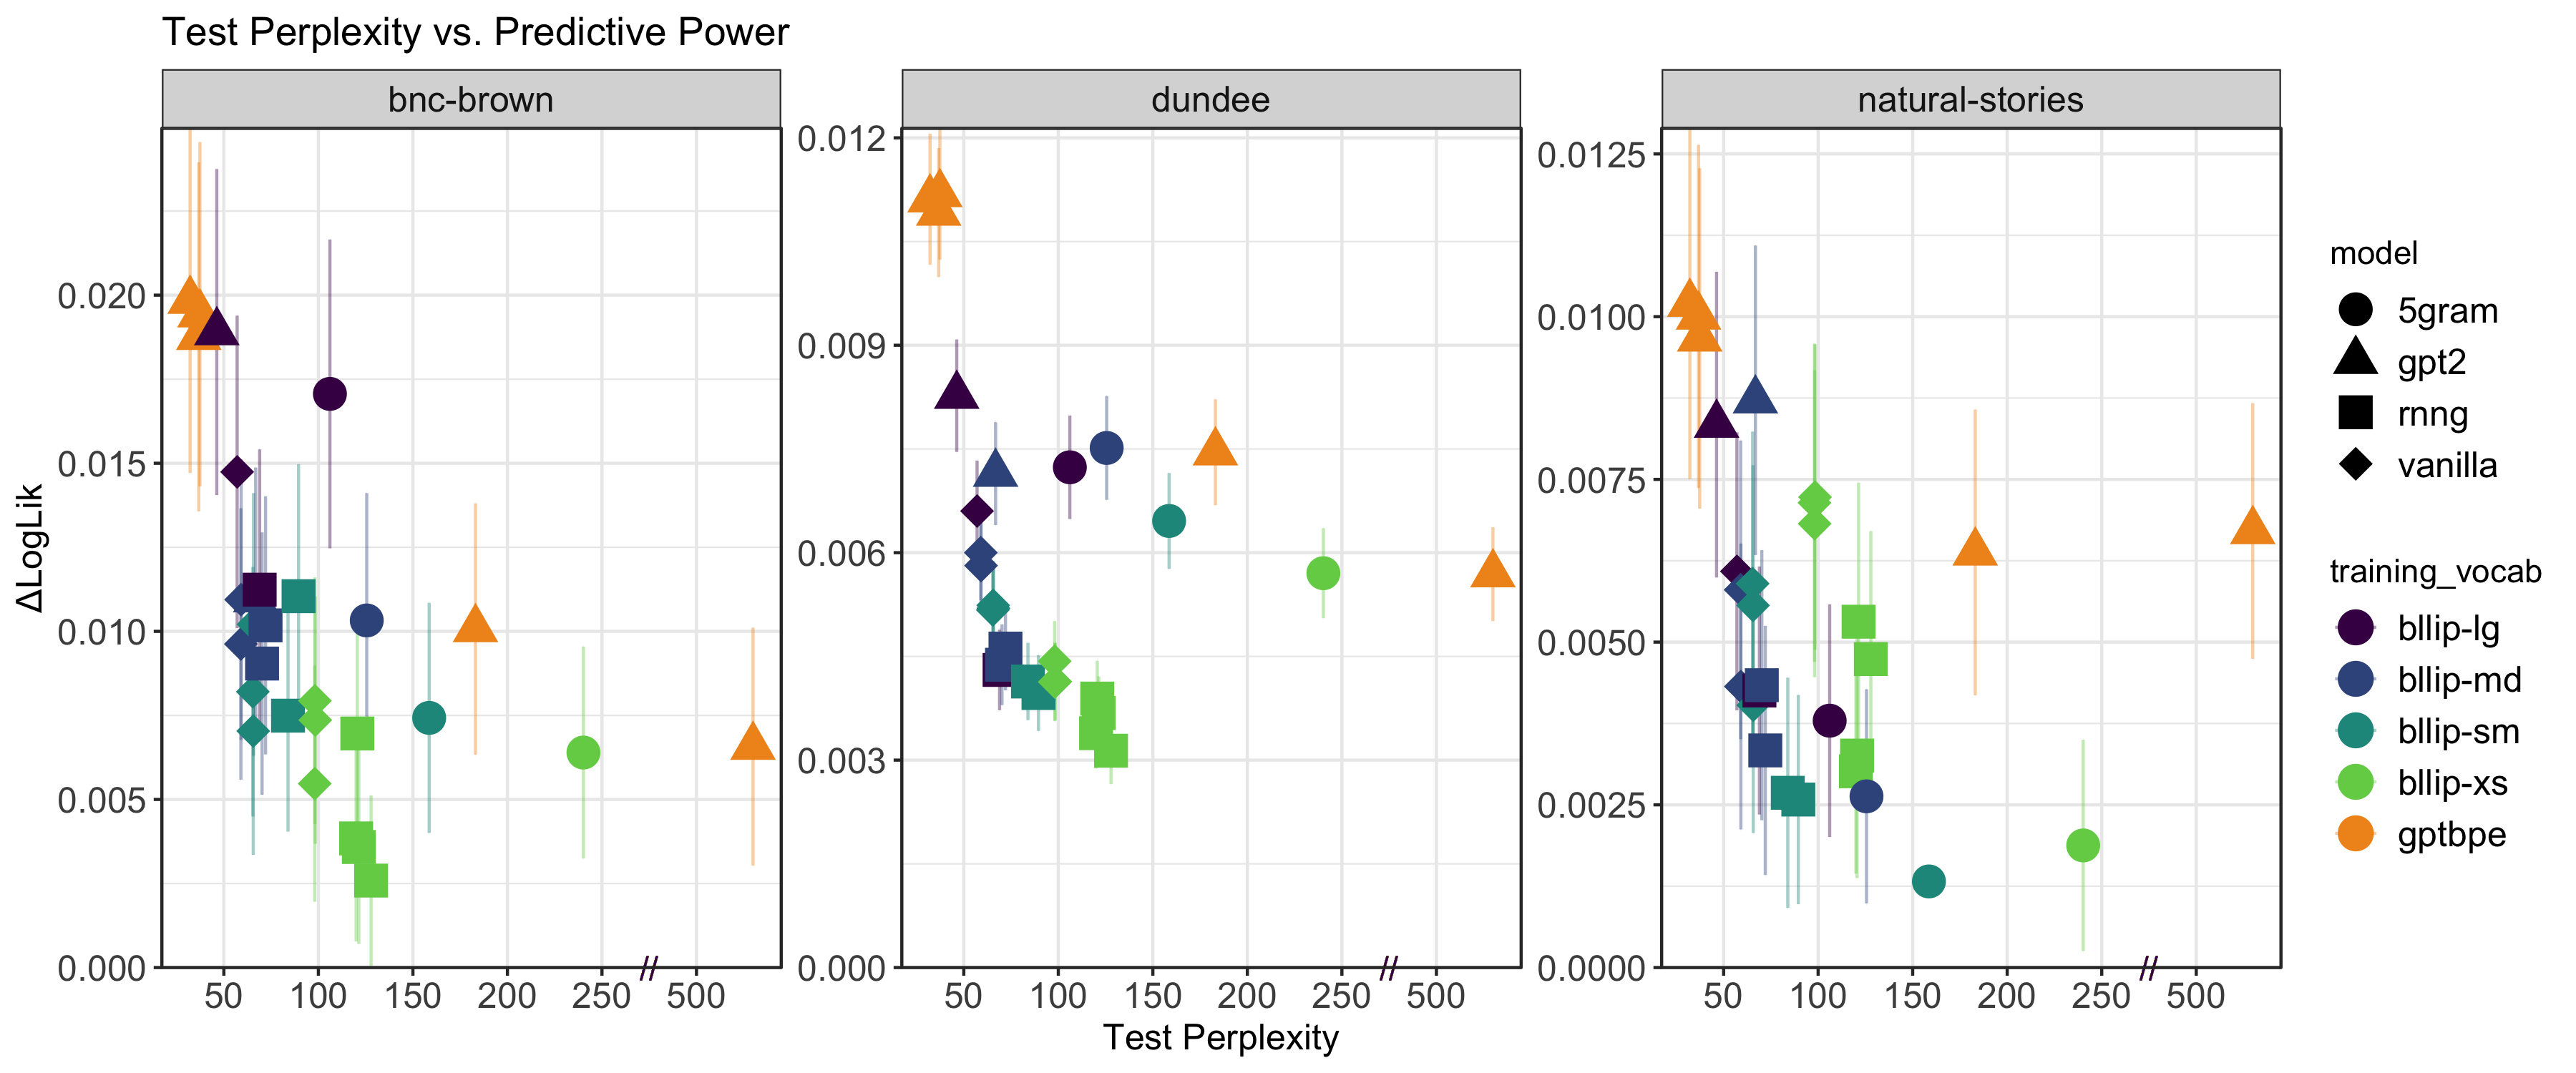 Test Perplexity vs. Predictive Power
bnc-brown
dundee
natural-stories
ΔLogLik
0.020
0.015
0.010
0.005
0.000
0.012
0.009
0.006
0.003
0.000
0.0125
0.0100
0.0075
0.0050
0.0025
0.0000
50 100 150 200 250 500
50 100 150 200 250 500
50 100 150 200 250 500
Test Perplexity
model
5gram
gpt2
rnng
vanilla
training_vocab
bllip-lg
bllip-md
bllip-sm
bllip-xs
gptbpe